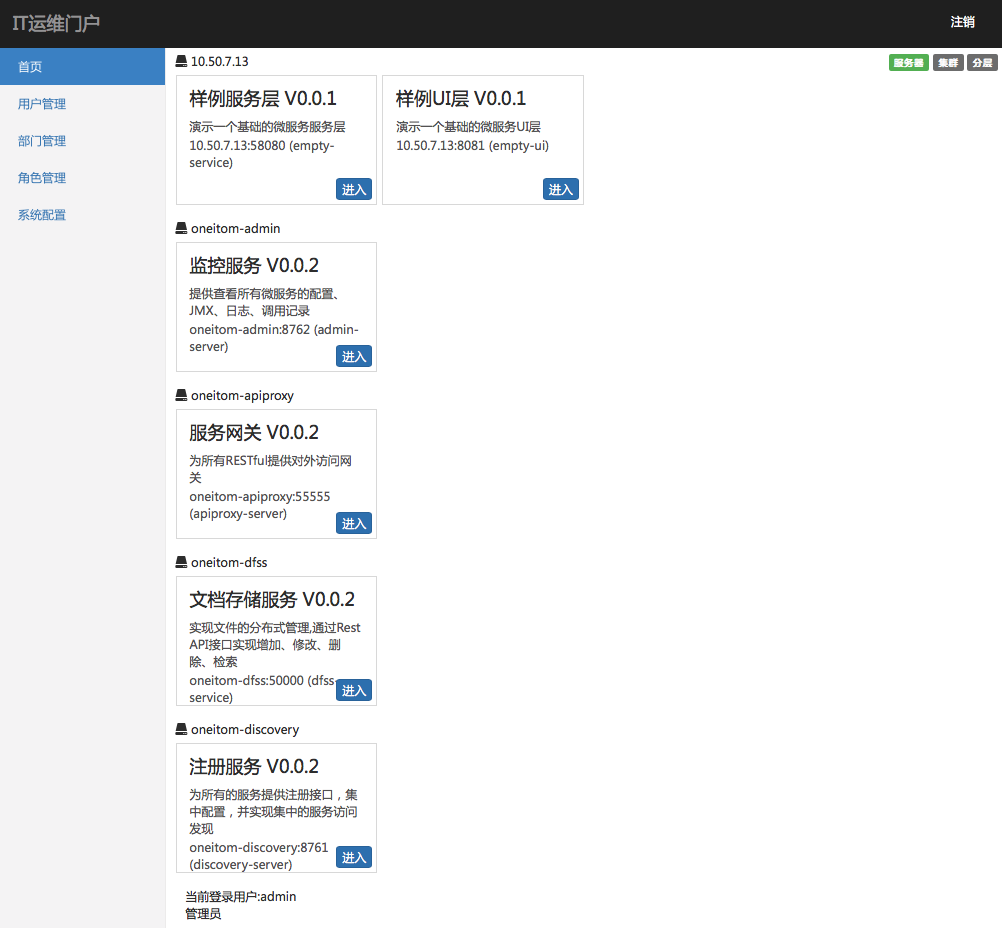 IT运维门户
注销
首页
用户管理
部门管理
角色管理
系统配置
10.50.7.13
服务器 集群 分层
样例服务层 V0.0.1
演示一个基础的微服务服务层
10.50.7.13:58080 (empty-
service)
进入
样例UI层 V0.0.1
演示一个基础的微服务UI层
10.50.7.13:8081 (empty-ui)
进入
oneitom-admin
监控服务 V0.0.2
提供查看所有微服务的配置、
JMX、日志、调用记录
oneitom-admin:8762 (admin-
server)
进入
oneitom-apiproxy
服务网关 V0.0.2
为所有RESTful提供对外访问网
关
oneitom-apiproxy:55555
(apiproxy-server)
进入
oneitom-dfss
文档存储服务 V0.0.2
实现文件的分布式管理,通过Rest
API接口实现增加、修改、删
除、检索
oneitom-dfss:50000 (dfss-
service)
进入
oneitom-discovery
注册服务 V0.0.2
为所有的服务提供注册接口，集
中配置，并实现集中的服务访问
发现
oneitom-discovery:8761
(discovery-server)
进入
当前登录用户:admin
管理员